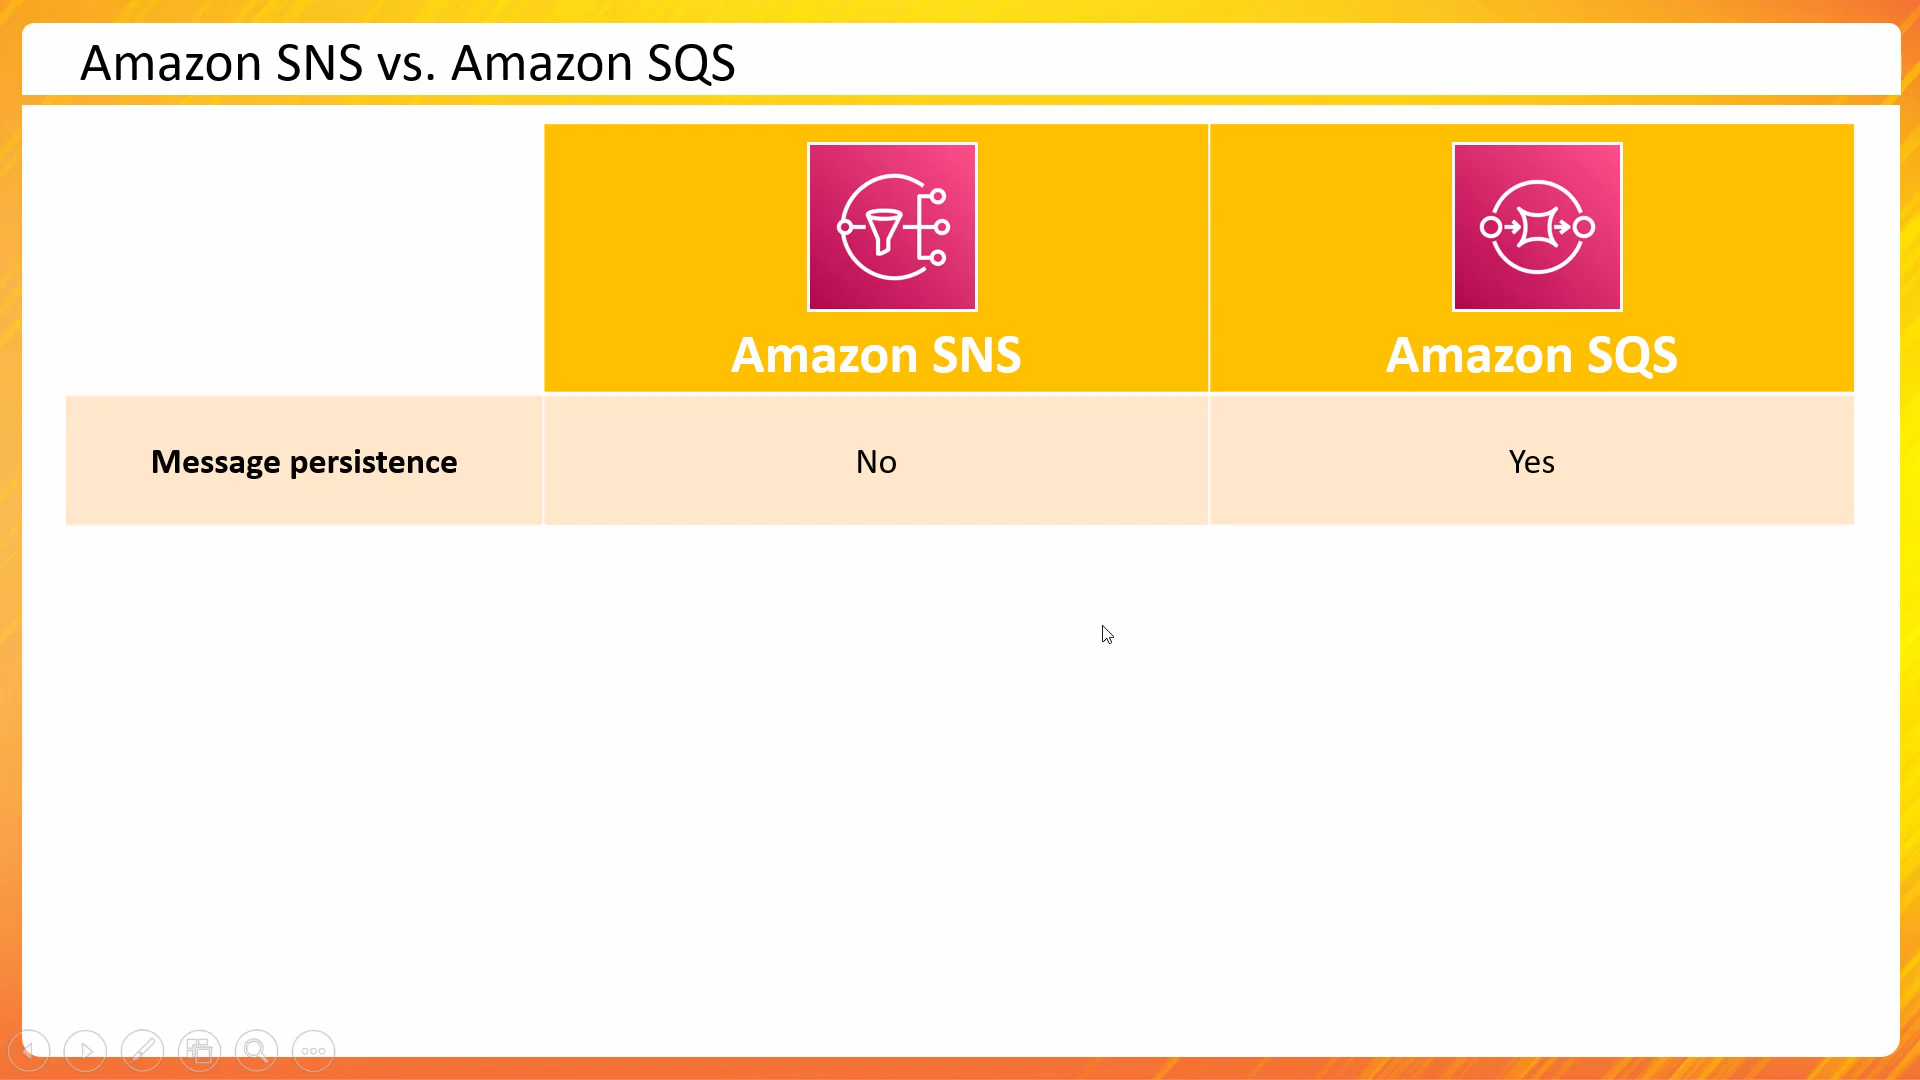 Amazon SNS vs. Amazon SQS
Amazon SNS
Amazon SQS
Message persistence
No
Yes